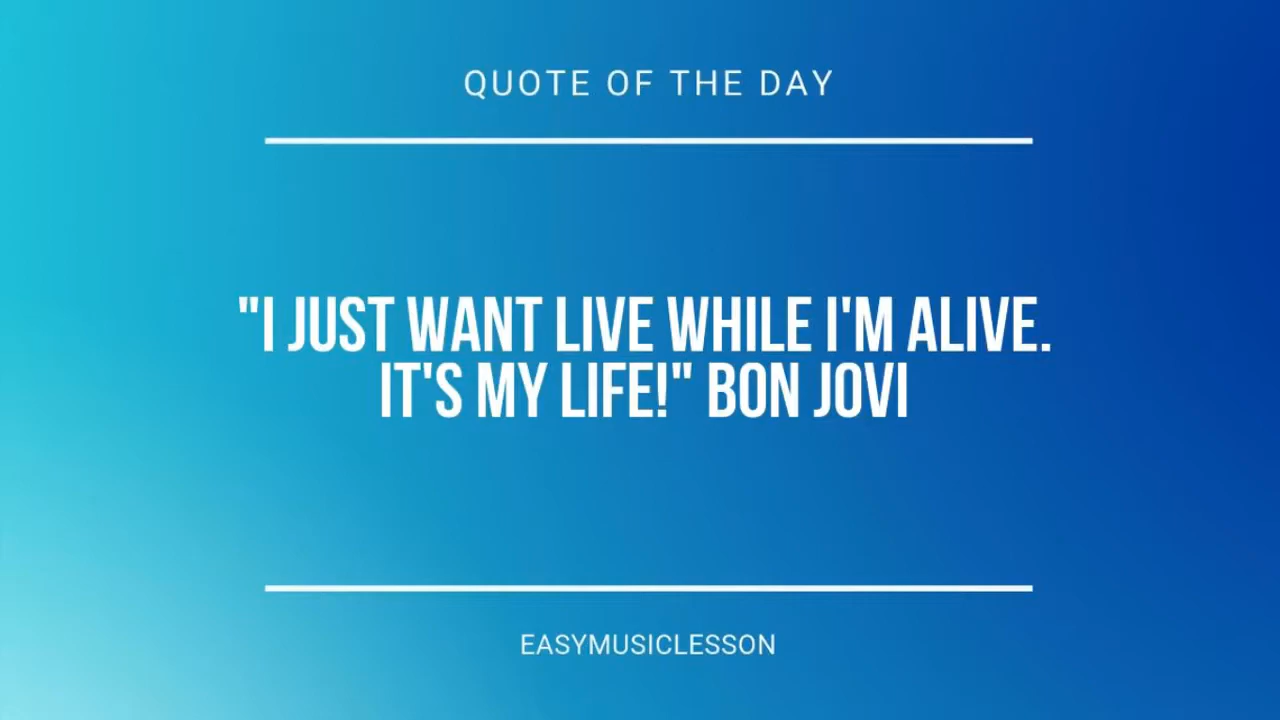 QUOTE OF THE DAY
"I JUST WANT LIVE WHILE I'M ALIVE.
IT'S MY LIFE!" BON JOVI
EASYMUSICLESSON